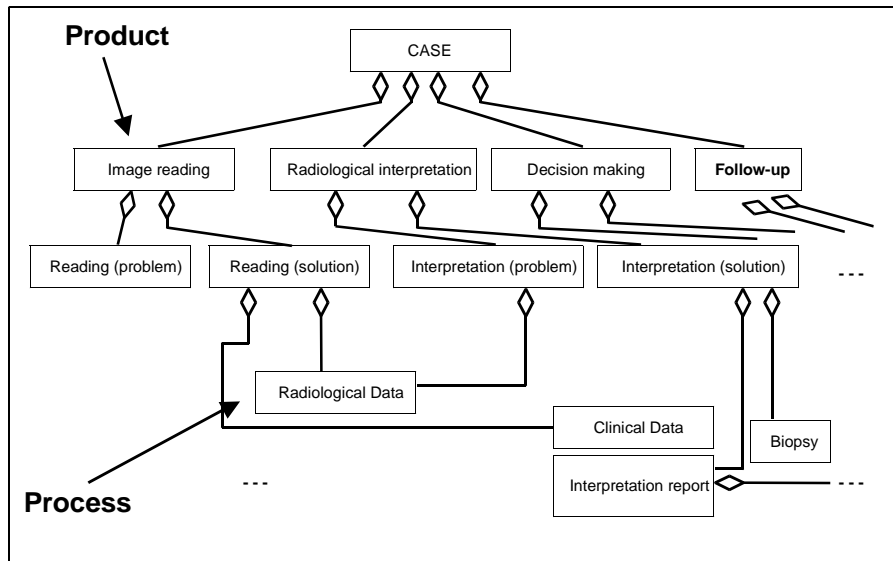 Product
CASE
Image reading
Radiological interpretation
Decision making
Follow-up
Reading (problem)
Reading (solution)
Interpretation (problem)
Interpretation (solution)
---
Radiological Data
Clinical Data
Biopsy
Process
---
Interpretation report
---